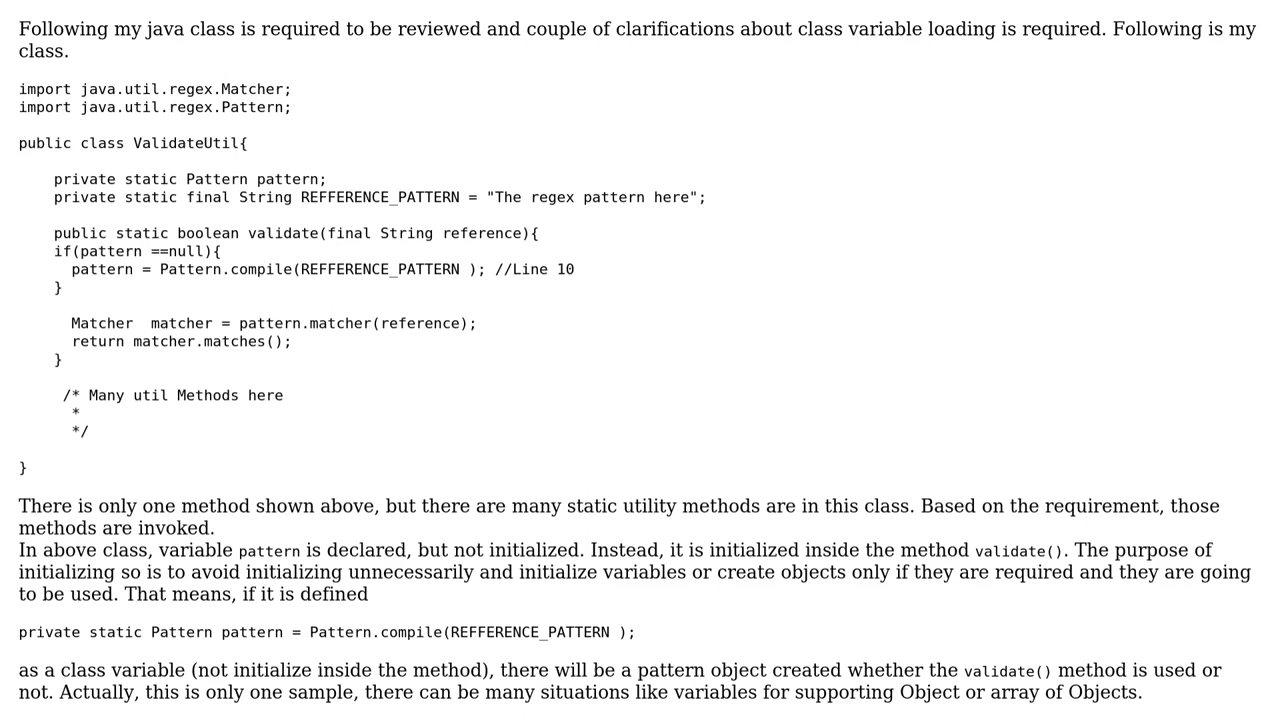 Following my java class is required to be reviewed and couple of clarifications about class variable loading is required. Following is my
class.
import java.util.regex.Matcher;
import java.util.regex.Pattern;
public class ValidateUtil{
    private static Pattern pattern;
    private static final String REFFERENCE_PATTERN = "The regex pattern here";
    public static boolean validate(final String reference){
    if(pattern ==null){
      pattern = Pattern.compile(REFFERENCE_PATTERN ); //Line 10
    }
      Matcher  matcher = pattern.matcher(reference);
      return matcher.matches();
    }
     /* Many util Methods here
      *
      */
}
There is only one method shown above, but there are many static utility methods are in this class. Based on the requirement, those
methods are invoked.
In above class, variable pattern is declared, but not initialized. Instead, it is initialized inside the method validate(). The purpose of
initializing so is to avoid initializing unnecessarily and initialize variables or create objects only if they are required and they are going
to be used. That means, if it is defined
private static Pattern pattern = Pattern.compile(REFFERENCE_PATTERN );
as a class variable (not initialize inside the method), there will be a pattern object created whether the validate() method is used or
not. Actually, this is only one sample, there can be many situations like variables for supporting Object or array of Objects.